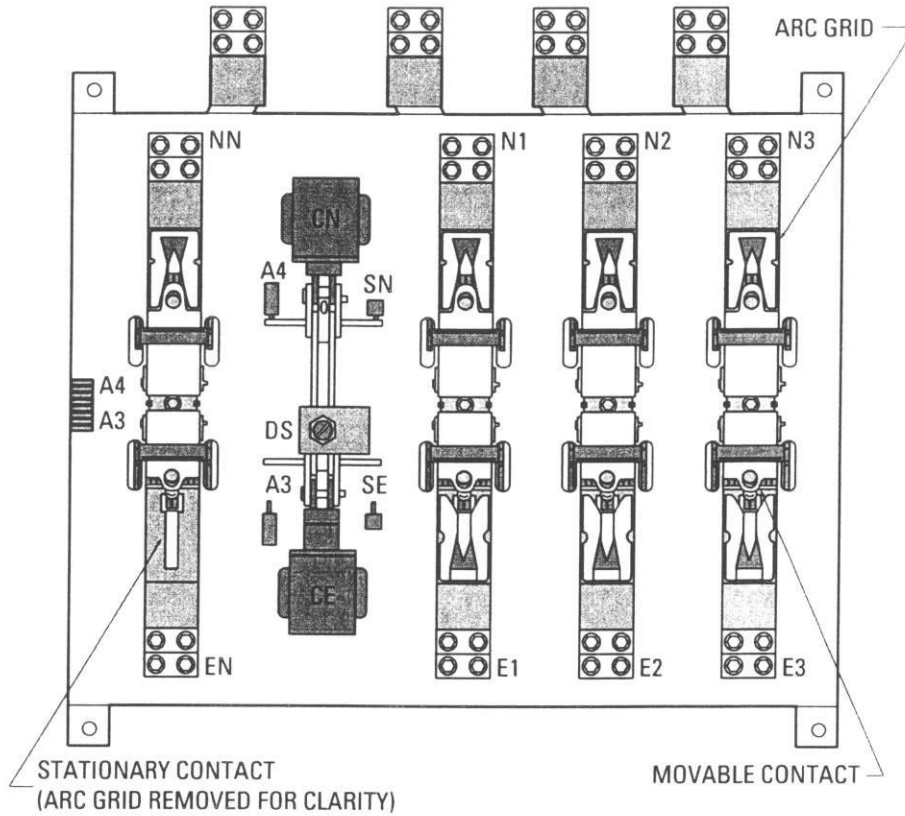 ARC GRID
NN
N1
N2
N3
CN
A4
SN
A4
A3
DS
A3
SE
CE
EN
E1
E2
E3
STATIONARY CONTACT
(ARC GRID REMOVED FOR CLARITY)
MOVABLE CONTACT